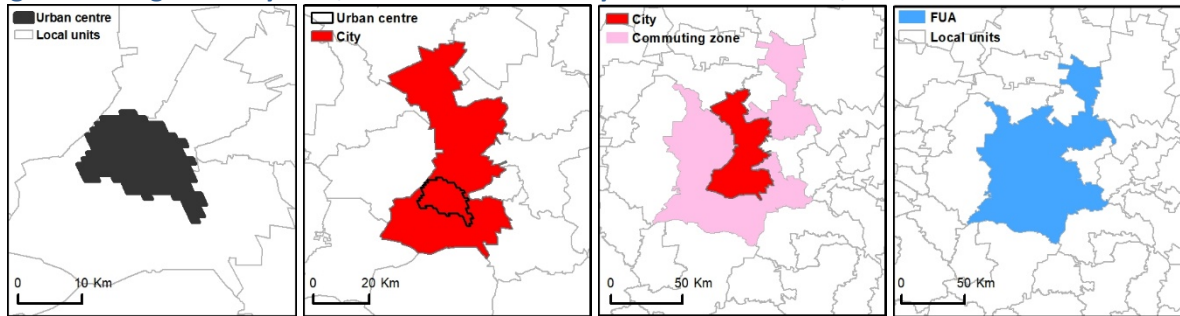 Urban centre
Local units
0 10 Km
Urban centre
City
0 20 Km
City
Commuting zone
0 50 Km
FUA
Local units
0 50 Km